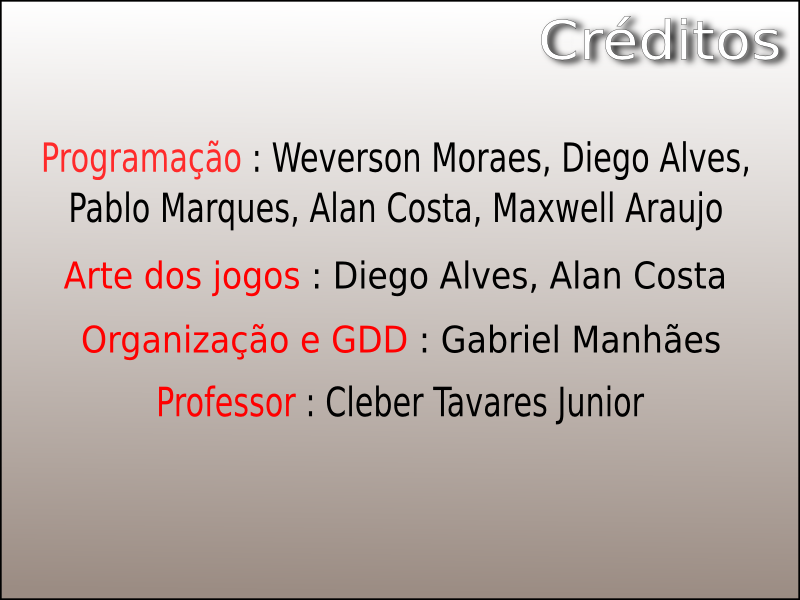 Créditos
Programação : Weverson Moraes, Diego Alves,
Pablo Marques, Alan Costa, Maxwell Araujo
Arte dos jogos : Diego Alves, Alan Costa
Organização e GDD : Gabriel Manhães
Professor : Cleber Tavares Junior